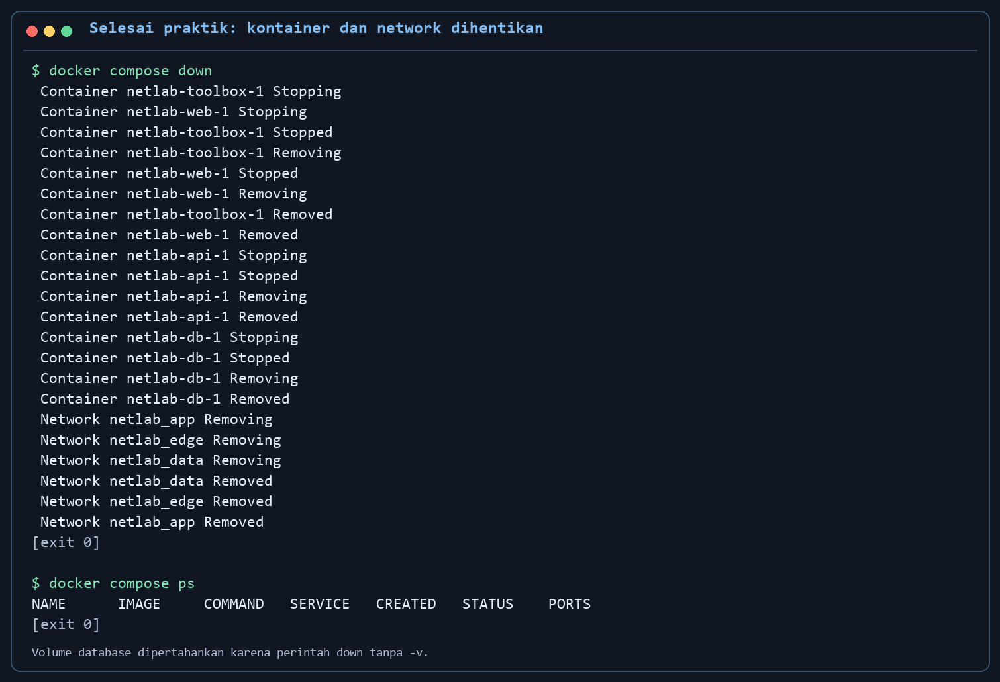 Selesai praktik: kontainer dan network dihentikan
$ docker compose down
Container netlab-toolbox-1 Stopping
Container netlab-web-1 Stopping
Container netlab-toolbox-1 Stopped
Container netlab-toolbox-1 Removing
Container netlab-web-1 Stopped
Container netlab-web-1 Removing
Container netlab-toolbox-1 Removed
Container netlab-web-1 Removed
Container netlab-api-1 Stopping
Container netlab-api-1 Stopped
Container netlab-api-1 Removing
Container netlab-api-1 Removed
Container netlab-db-1 Stopping
Container netlab-db-1 Stopped
Container netlab-db-1 Removing
Container netlab-db-1 Removed
Network netlab_app Removing
Network netlab_edge Removing
Network netlab_data Removing
Network netlab_data Removed
Network netlab_edge Removed
Network netlab_app Removed
[exit 0]
$ docker compose ps
NAME      IMAGE     COMMAND   SERVICE   CREATED   STATUS    PORTS
[exit 0]
Volume database dipertahankan karena perintah down tanpa -v.